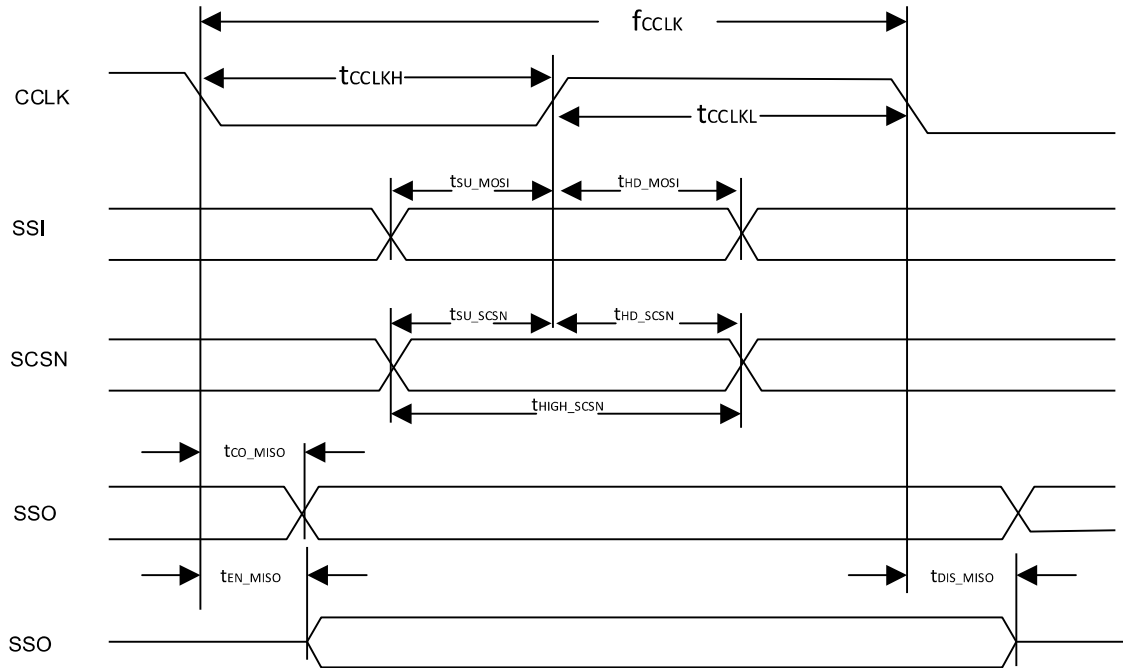 fCCLK
tCCLKH
CCLK
tCCLKL
tSU_MOSI
tHD_MOSI
SSI
tSU_SCSN
tHD_SCSN
SCSN
tHIGH_SCSN
tCO_MISO
SSO
tEN_MISO
tDIS_MISO
SSO